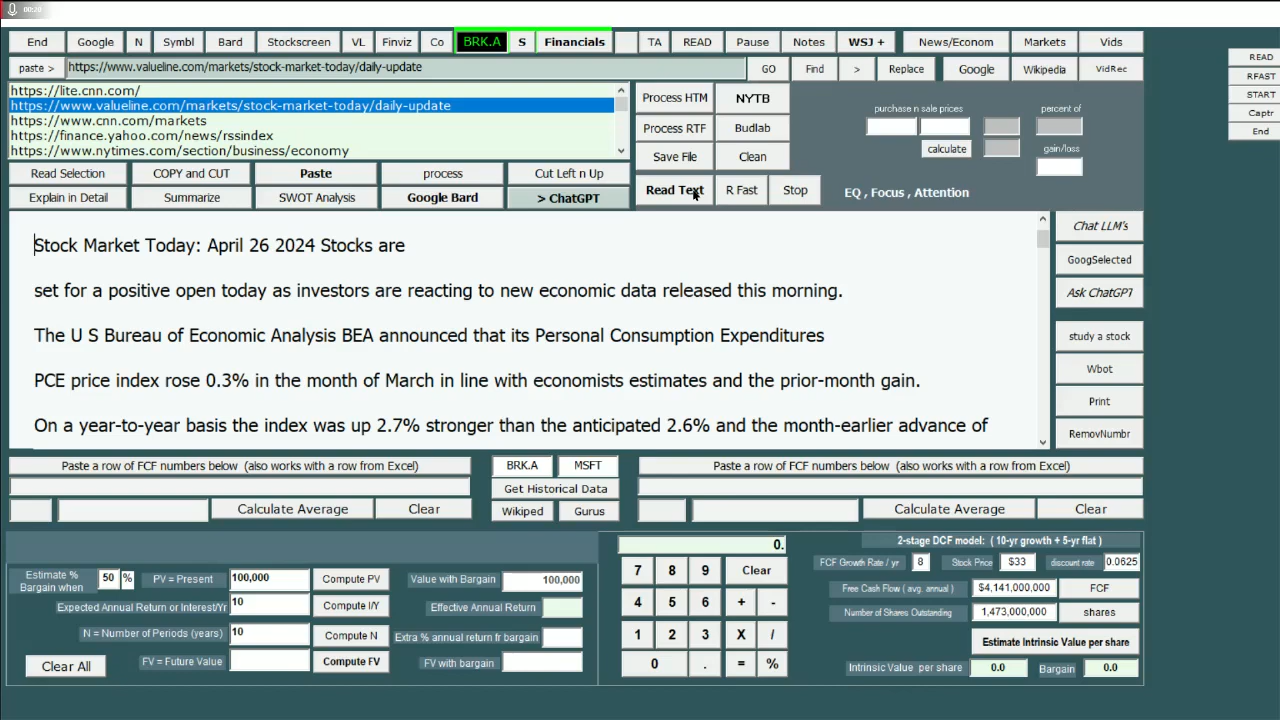 00:20
End Google N Symbl Bard Stockscreen VL Finviz Co BRK.A S Financials TA READ Pause Notes WSJ + News/Econom Markets Vids
paste > https://www.valueline.com/markets/stock-market-today/daily-update GO Find > Replace Google Wikipedia VidRec
READ
RFAST
START
Captr
End
https://lite.cnn.com/
https://www.valueline.com/markets/stock-market-today/daily-update
https://www.cnn.com/markets
https://finance.yahoo.com/news/rssindex
https://www.nytimes.com/section/business/economy
Process HTM NYTB
Process RTF Budlab
Save File Clean
purchase n sale prices percent of
calculate gain/loss
Read Selection COPY and CUT Paste process Cut Left n Up
Explain in Detail Summarize SWOT Analysis Google Bard > ChatGPT
Read Text R Fast Stop EQ , Focus , Attention
Stock Market Today: April 26 2024 Stocks are
set for a positive open today as investors are reacting to new economic data released this morning.
The U S Bureau of Economic Analysis BEA announced that its Personal Consumption Expenditures
PCE price index rose 0.3% in the month of March in line with economists estimates and the prior-month gain.
On a year-to-year basis the index was up 2.7% stronger than the anticipated 2.6% and the month-earlier advance of
Chat LLM's
GoogSelected
Ask ChatGPT
study a stock
Wbot
Print
RemovNumbr
Paste a row of FCF numbers below (also works with a row from Excel) BRK.A MSFT Paste a row of FCF numbers below (also works with a row from Excel)
Get Historical Data
Calculate Average Clear Wikiped Gurus Calculate Average Clear
Estimate % Bargain when 50 % PV = Present 100,000 Compute PV Value with Bargain 100,000
Expected Annual Return or Interest/Yr 10 Compute I/Y Effective Annual Return
N = Number of Periods (years) 10 Compute N Extra % annual return fr bargain
Clear All FV = Future Value Compute FV FV with bargain
0.
7 8 9 Clear
4 5 6 + -
1 2 3 X /
0 . = %
2-stage DCF model: ( 10-yr growth + 5-yr flat )
FCF Growth Rate / yr 8 Stock Price $33 discount rate 0.0625
Free Cash Flow ( avg. annual ) $4,141,000,000 FCF
Number of Shares Outstanding 1,473,000,000 shares
Estimate Intrinsic Value per share
Intrinsic Value per share 0.0 Bargain 0.0